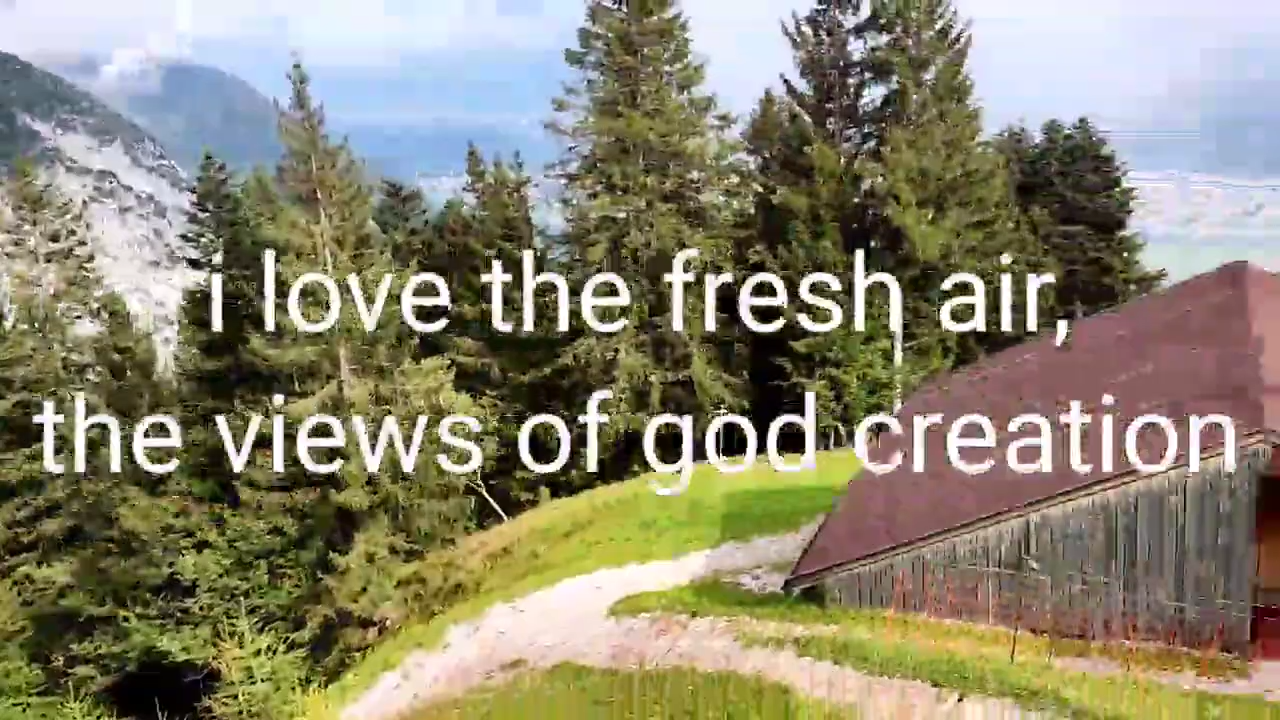 i love the fresh air,
the views of god creation